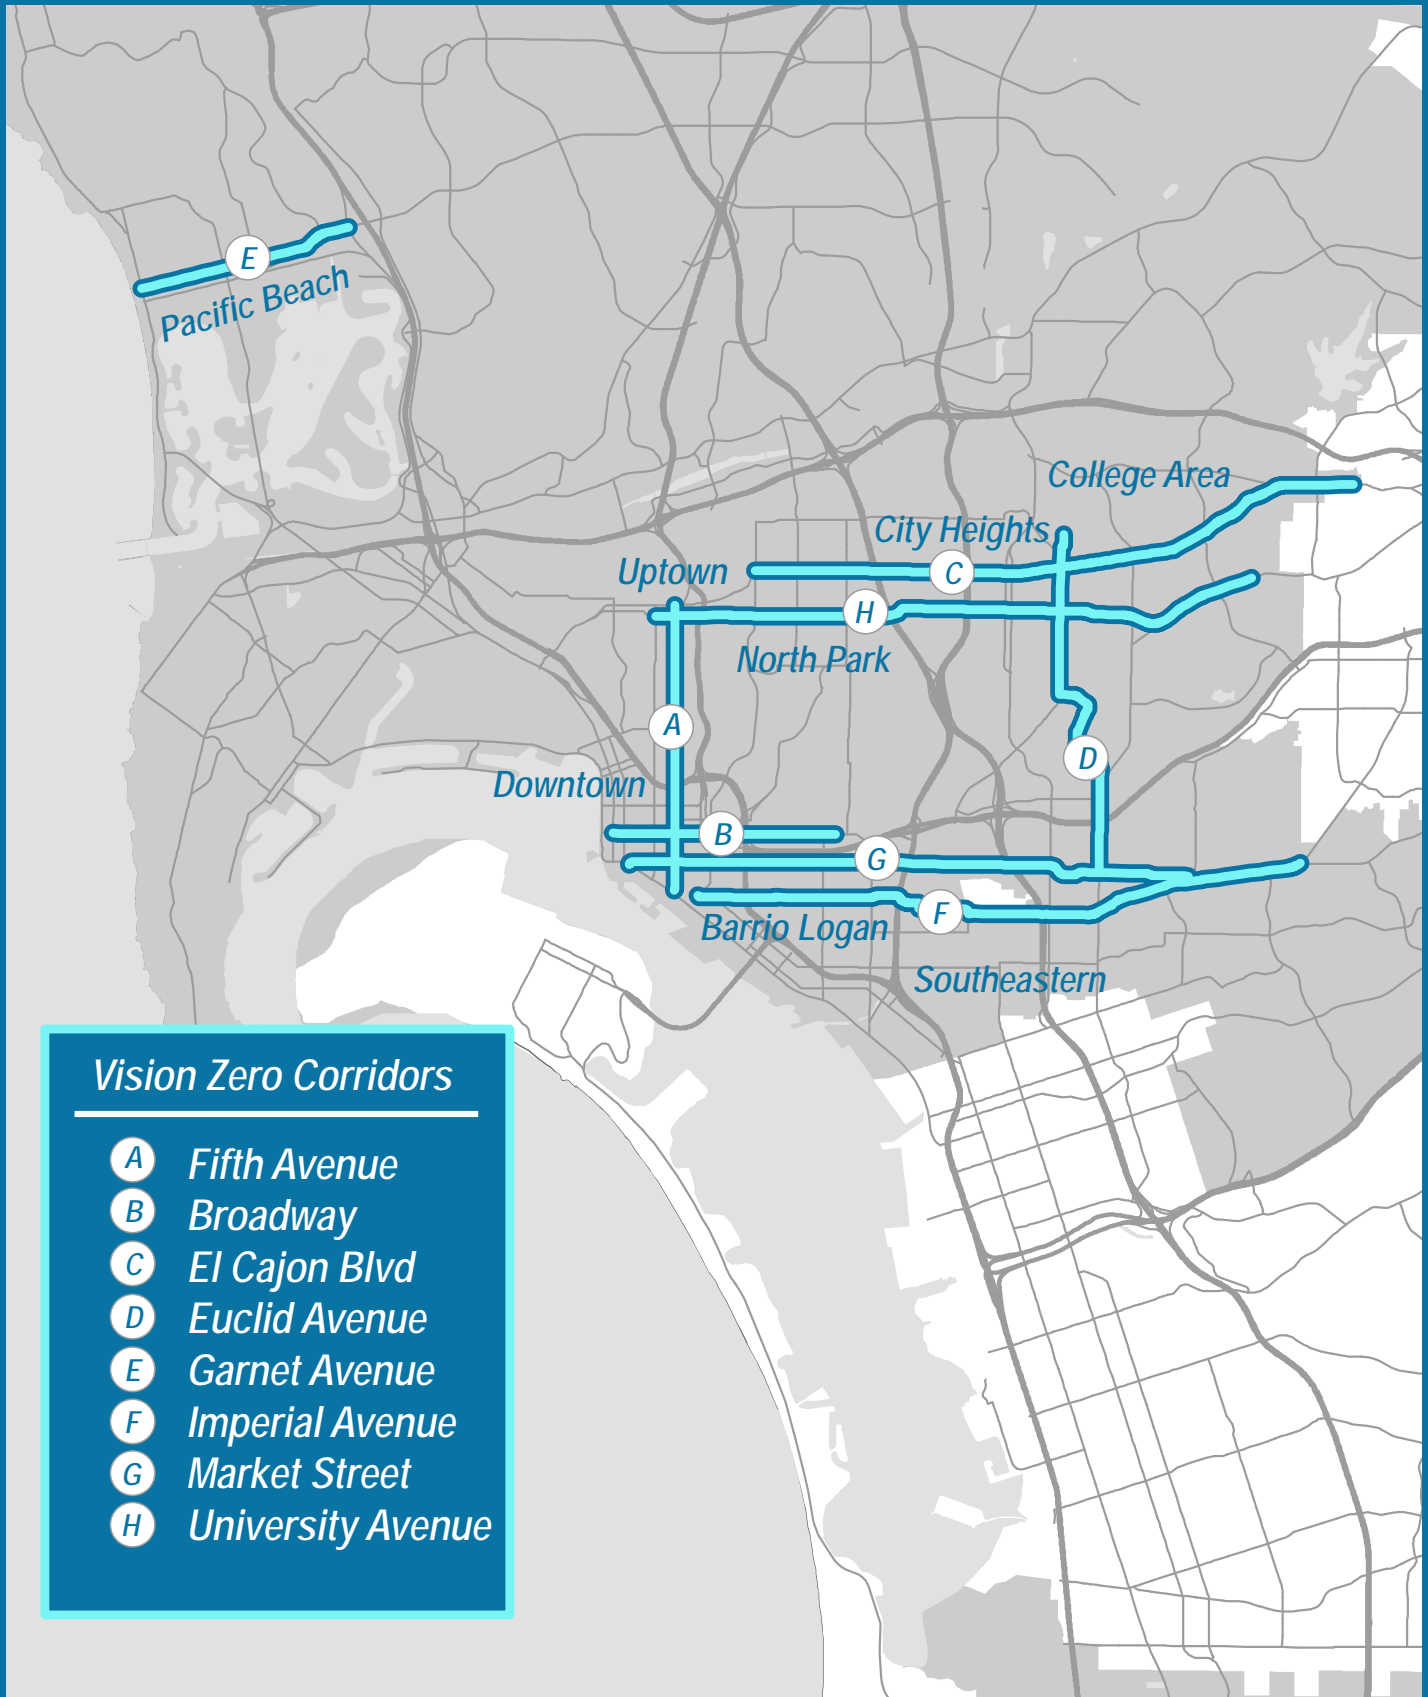 E
Pacific Beach
College Area
City Heights
Uptown
C
H
North Park
A
D
Downtown
B
G
F
Barrio Logan
Southeastern
Vision Zero Corridors
A Fifth Avenue
B Broadway
C El Cajon Blvd
D Euclid Avenue
E Garnet Avenue
F Imperial Avenue
G Market Street
H University Avenue